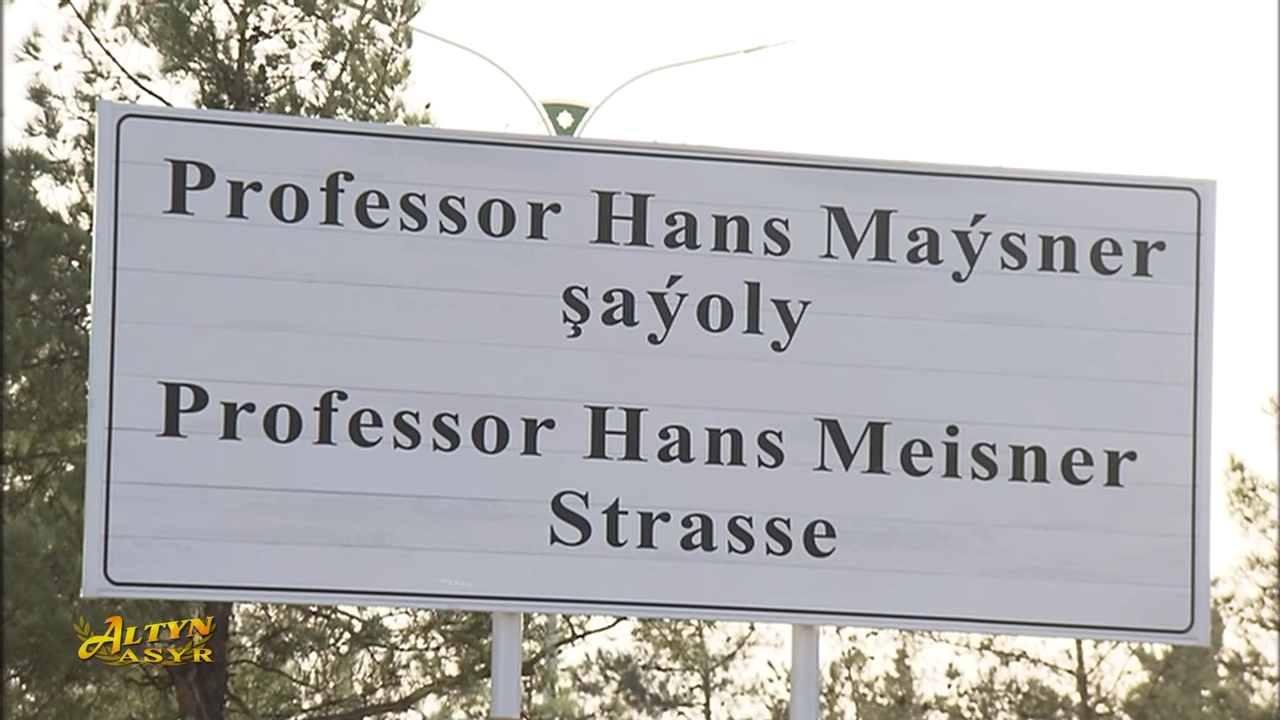 Professor Hans Maýsner
şaýoly
Professor Hans Meisner
Strasse
ALTYN
ASYR